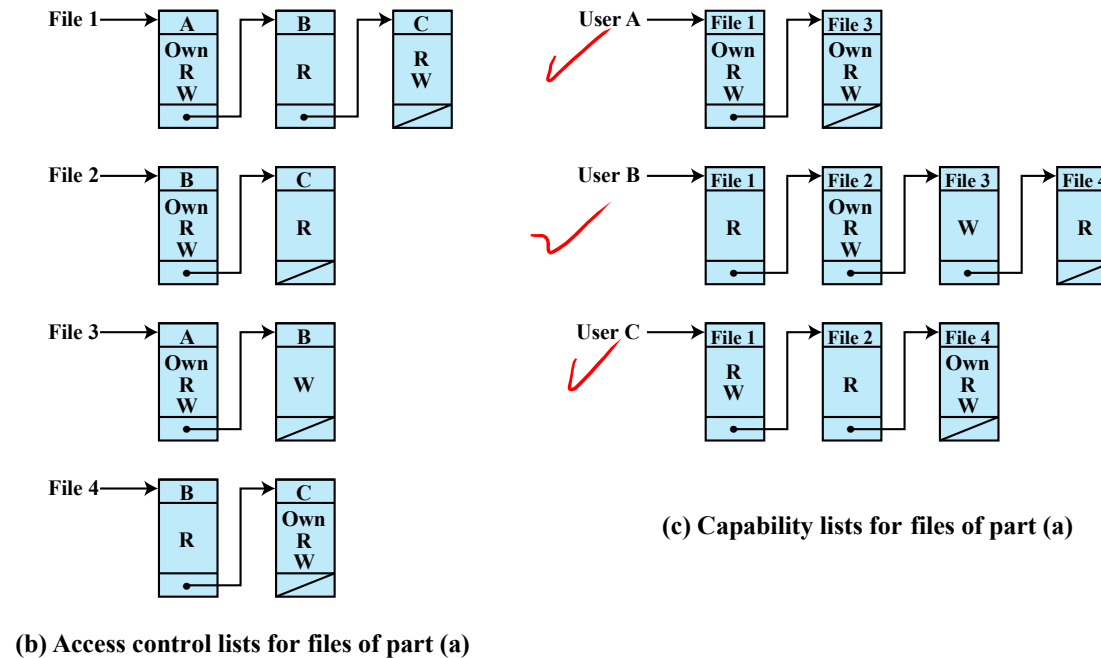 File 1
A
Own
R
W
B
R
C
R
W
File 2
B
Own
R
W
C
R
File 3
A
Own
R
W
B
W
File 4
B
R
C
Own
R
W
(b) Access control lists for files of part (a)
User A
File 1
Own
R
W
File 3
Own
R
W
User B
File 1
R
File 2
Own
R
W
File 3
W
File 4
R
User C
File 1
R
W
File 2
R
File 4
Own
R
W
(c) Capability lists for files of part (a)